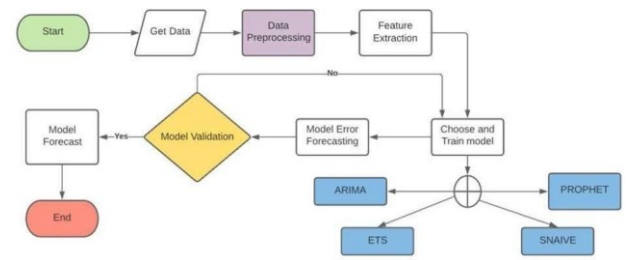 Start
Get Data
Data
Preprocessing
Feature
Extraction
No
Model
Forecast
Yes
Model Validation
Model Error
Forecasting
Choose and
Train model
ARIMA
PROPHET
End
ETS
SNAIVE